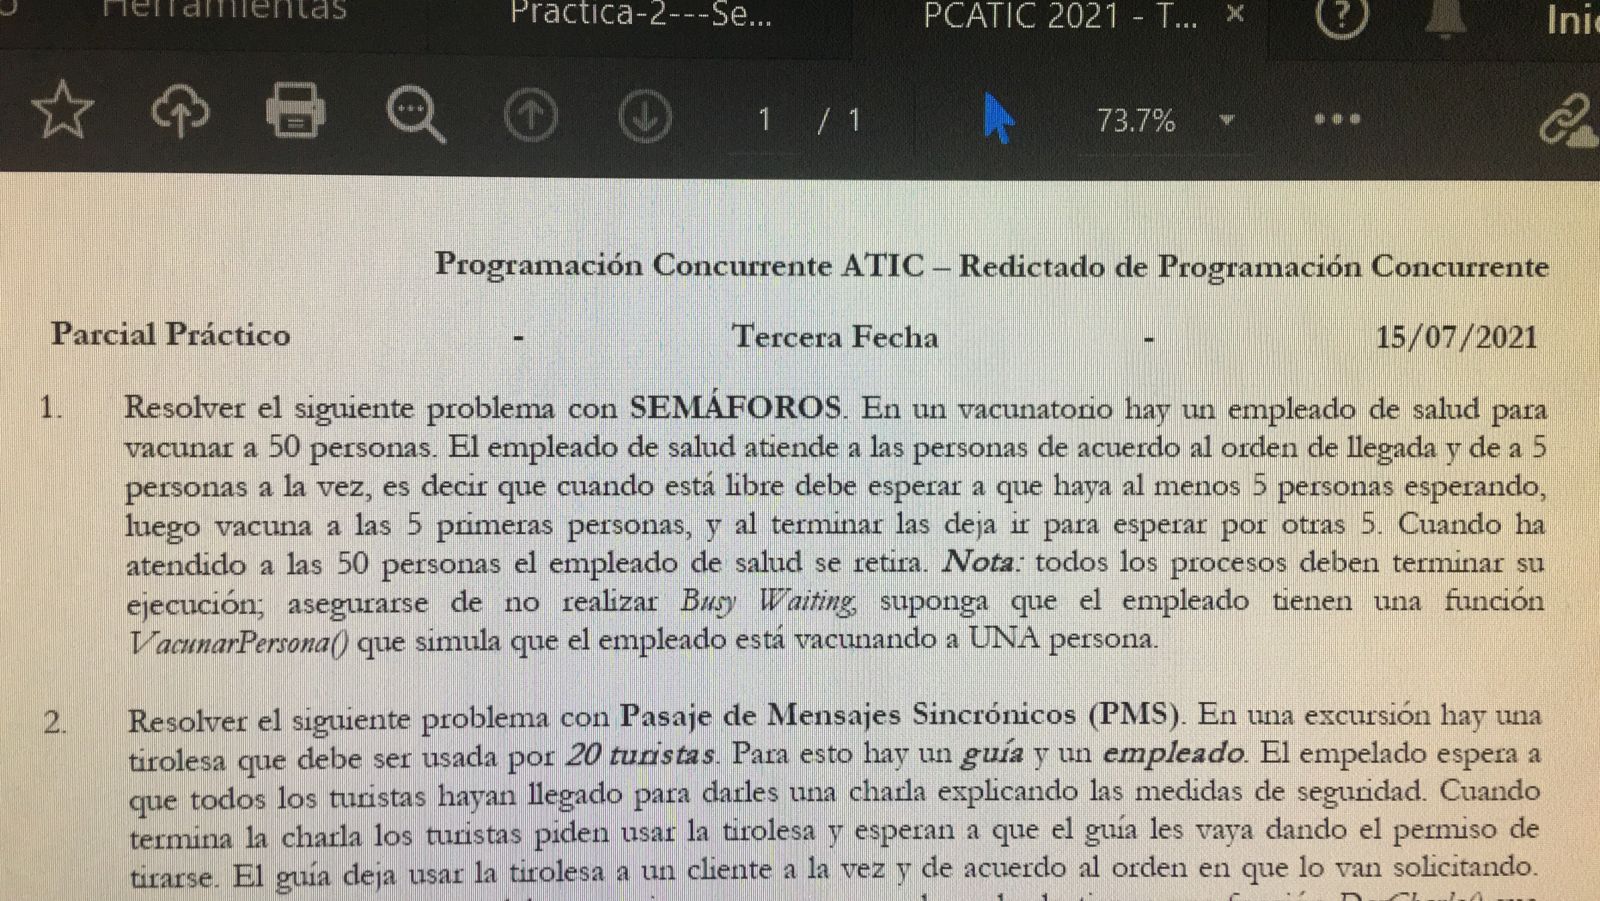 Herramientas
Practica-2---Se...
PCATIC 2021 - T...
×
?
1 / 1
73.7%
Programación Concurrente ATIC – Redictado de Programación Concurrente
Parcial Práctico - Tercera Fecha - 15/07/2021
1. Resolver el siguiente problema con SEMÁFOROS. En un vacunatorio hay un empleado de salud para
vacunar a 50 personas. El empleado de salud atiende a las personas de acuerdo al orden de llegada y de a 5
personas a la vez, es decir que cuando está libre debe esperar a que haya al menos 5 personas esperando,
luego vacuna a las 5 primeras personas, y al terminar las deja ir para esperar por otras 5. Cuando ha
atendido a las 50 personas el empleado de salud se retira. Nota: todos los procesos deben terminar su
ejecución; asegurarse de no realizar Busy Waiting, suponga que el empleado tienen una función
VacunarPersona() que simula que el empleado está vacunando a UNA persona.
2. Resolver el siguiente problema con Pasaje de Mensajes Sincrónicos (PMS). En una excursión hay una
tirolesa que debe ser usada por 20 turistas. Para esto hay un guía y un empleado. El empelado espera a
que todos los turistas hayan llegado para darles una charla explicando las medidas de seguridad. Cuando
termina la charla los turistas piden usar la tirolesa y esperan a que el guía les vaya dando el permiso de
tirarse. El guía deja usar la tirolesa a un cliente a la vez y de acuerdo al orden en que lo van solicitando.